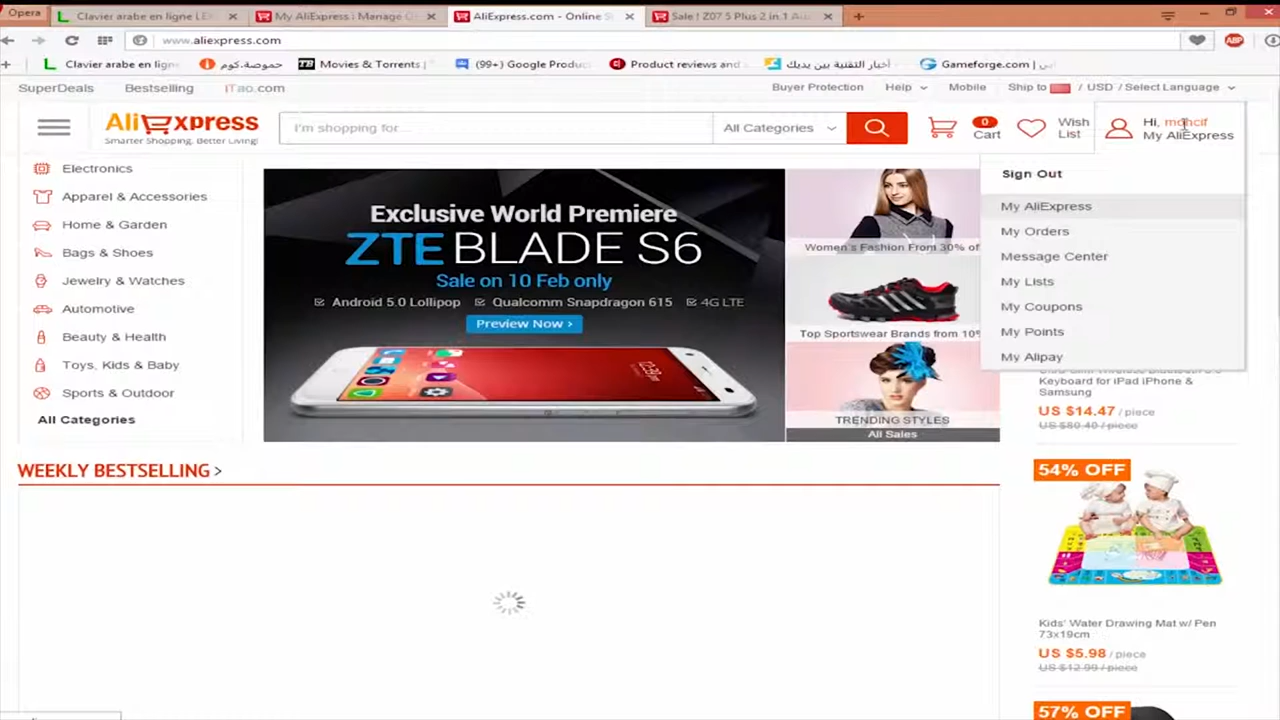 Opera
Clavier arabe en ligne LE
My AliExpress : Manage O
AliExpress.com - Online S
Sale ! Z07 5 Plus 2 in 1 Au
www.aliexpress.com
Clavier arabe en lign
حموصة.كوم
Movies & Torrents |
(99+) Google Produc
Product reviews and
أخبار التقنية بين يديك -
Gameforge.com |
ABP
SuperDeals
Bestselling
iTao.com
Buyer Protection
Help
Mobile
Ship to
/ USD / Select Language
AliExpress
Smarter Shopping, Better Living!
I'm shopping for...
All Categories
0
Cart
Wish
List
Hi,
My AliExpress
Sign Out
My AliExpress
My Orders
Message Center
My Lists
My Coupons
My Points
My Alipay
Electronics
Apparel & Accessories
Home & Garden
Bags & Shoes
Jewelry & Watches
Automotive
Beauty & Health
Toys, Kids & Baby
Sports & Outdoor
All Categories
Exclusive World Premiere
ZTE BLADE S6
Sale on 10 Feb only
Android 5.0 Lollipop
Qualcomm Snapdragon 615
4G LTE
Preview Now >
Women's Fashion From 30% of
Top Sportswear Brands from 10%
TRENDING STYLES
All Sales
Keyboard for iPad iPhone &
Samsung
US $14.47 / piece
US $80.40 / piece
WEEKLY BESTSELLING >
54% OFF
Kids' Water Drawing Mat w/ Pen
73x19cm
US $5.98 / piece
US $12.99 / piece
57% OFF